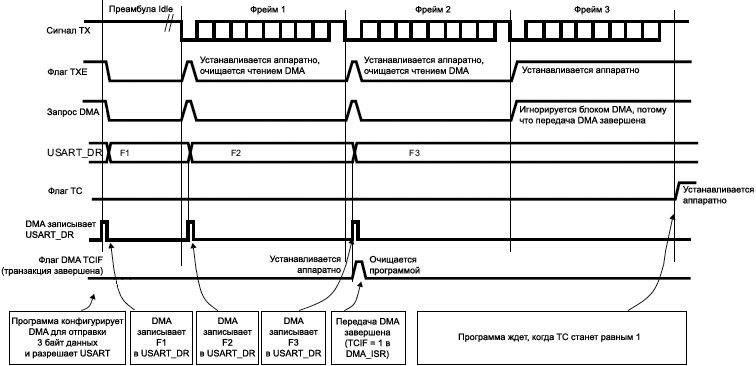 Преамбула Idle
Фрейм 1
Фрейм 2
Фрейм 3
Сигнал TX
Флаг TXE
Устанавливается аппаратно,
очищается чтением DMA
Устанавливается аппаратно,
очищается чтением DMA
Устанавливается аппаратно
Запрос DMA
Игнорируется блоком DMA, потому
что передача DMA завершена
USART_DR
F1
F2
F3
Флаг TC
Устанавливается
аппаратно
DMA записывает
USART_DR
Флаг DMA TCIF
(транзакция завершена)
Устанавливается
аппаратно
Очищается
программой
Программа конфигурирует
DMA для отправки
3 байт данных
и разрешает USART
DMA
записывает
F1
в USART_DR
DMA
записывает
F2
в USART_DR
DMA
записывает
F3
в USART_DR
Передача DMA
завершена
(TCIF = 1 в
DMA_ISR)
Программа ждет, когда TC станет равным 1